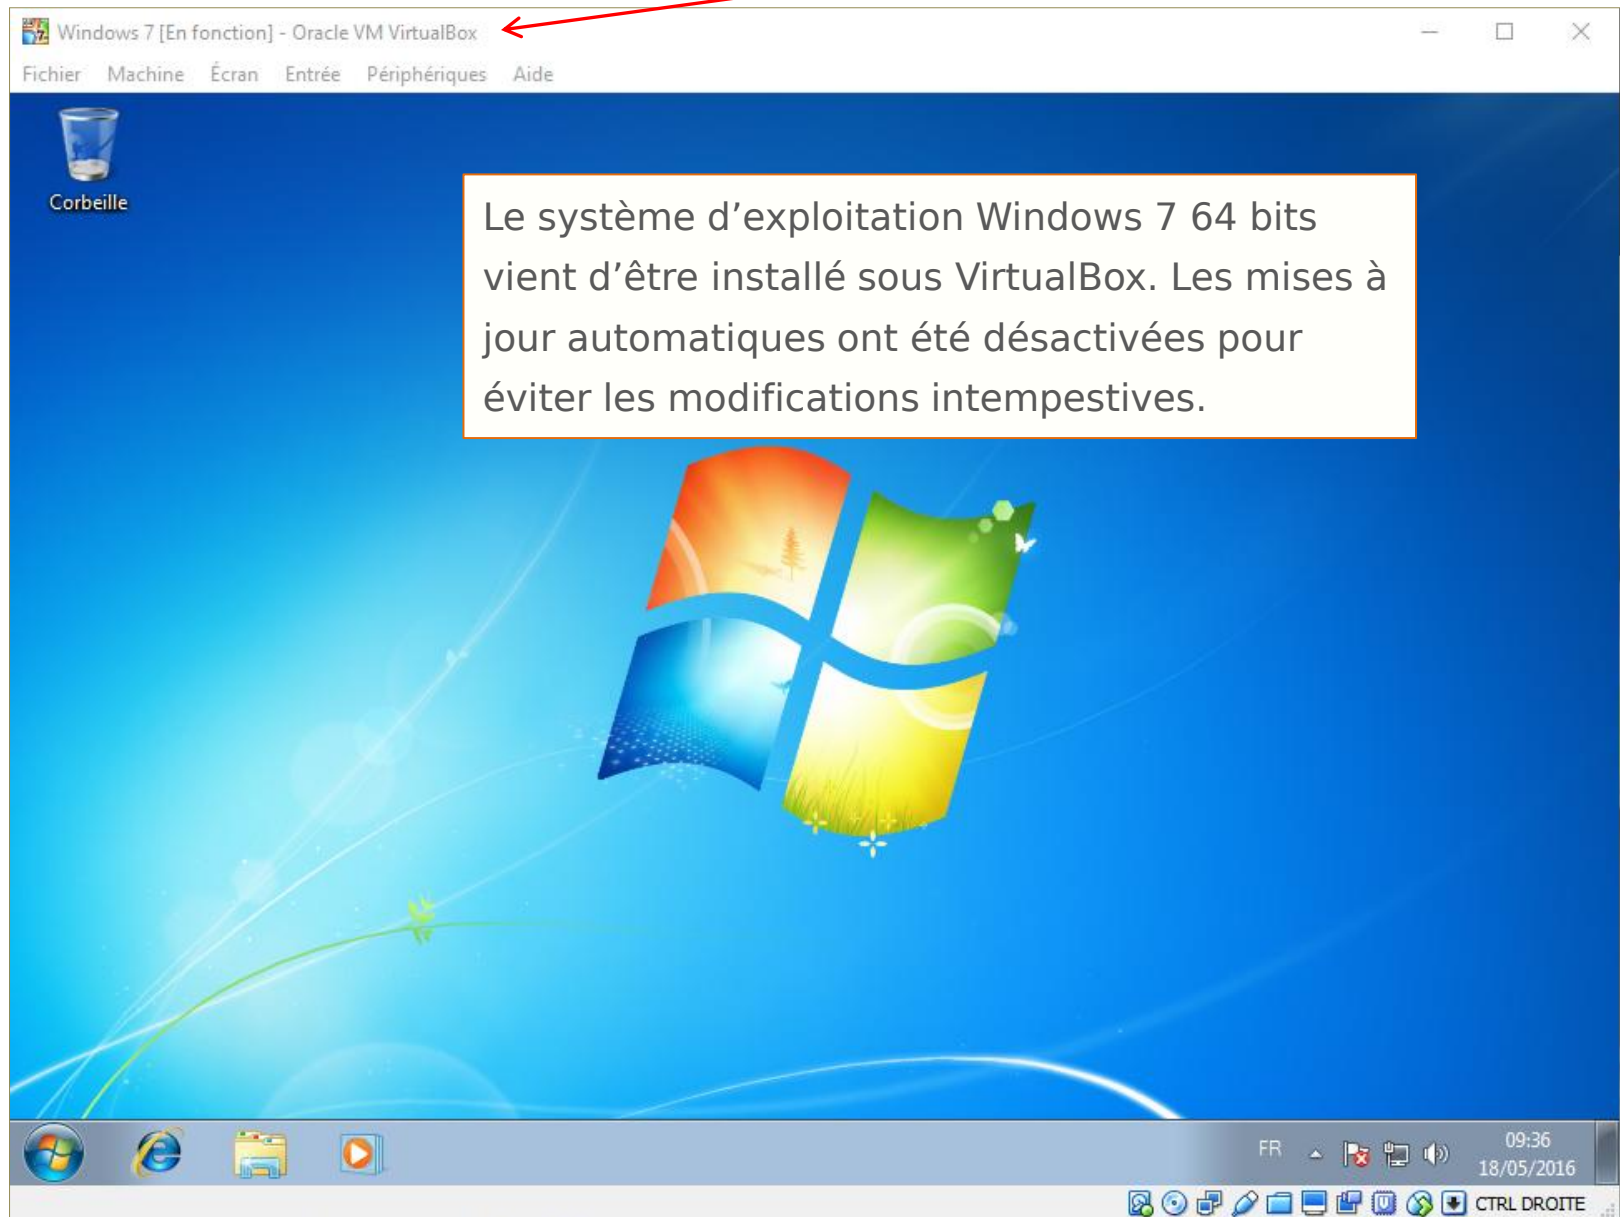 Windows 7 [En fonction] - Oracle VM VirtualBox
Fichier Machine Écran Entrée Périphériques Aide
Corbeille
Le système d’exploitation Windows 7 64 bits
vient d’être installé sous VirtualBox. Les mises à
jour automatiques ont été désactivées pour
éviter les modifications intempestives.
FR
09:36
18/05/2016
CTRL DROITE